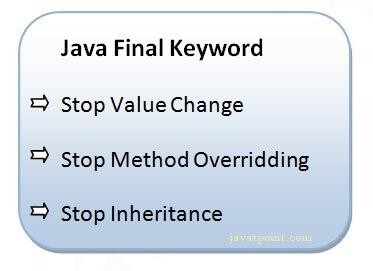 Java Final Keyword
⇨ Stop Value Change
⇨ Stop Method Overridding
⇨ Stop Inheritance
javatpoint.com